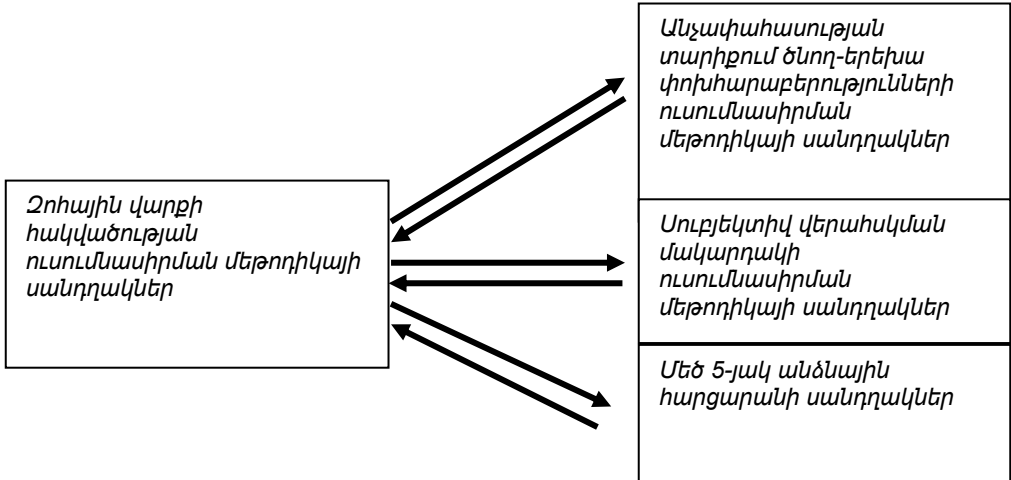 Զոհային վարքի
հակվածության
ուսումնասիրման մեթոդիկայի
սանդղակներ
Անչափահասության
տարիքում ծնող-երեխա
փոխհարաբերությունների
ուսումնասիրման
մեթոդիկայի սանդղակներ
Սուբյեկտիվ վերահսկման
մակարդակի
ուսումնասիրման
մեթոդիկայի սանդղակներ
Մեծ 5-յակ անձնային
հարցարանի սանդղակներ